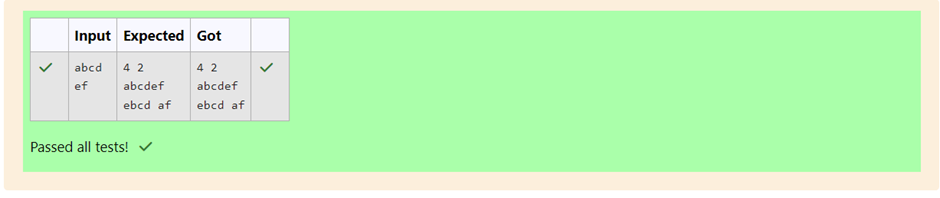 Input Expected Got
abcd 4 2 4 2
ef abcdef abcdef
ebcd af ebcd af
Passed all tests!